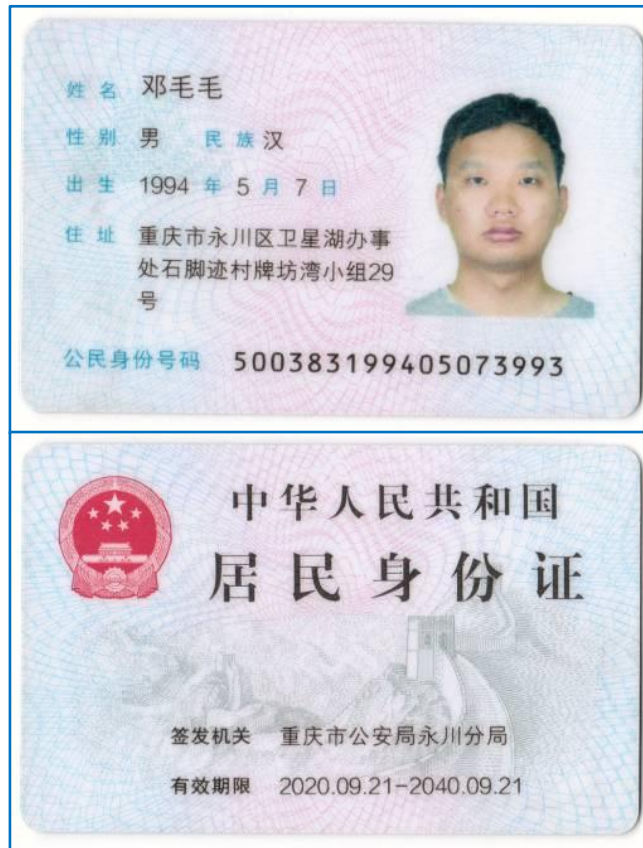 姓名 邓毛毛
性别 男 民族 汉
出生 1994 年 5 月 7 日
住址 重庆市永川区卫星湖办事
处石脚迹村牌坊湾小组29
号
公民身份号码 500383199405073993
中华人民共和国
居民身份证
签发机关 重庆市公安局永川分局
有效期限 2020.09.21-2040.09.21